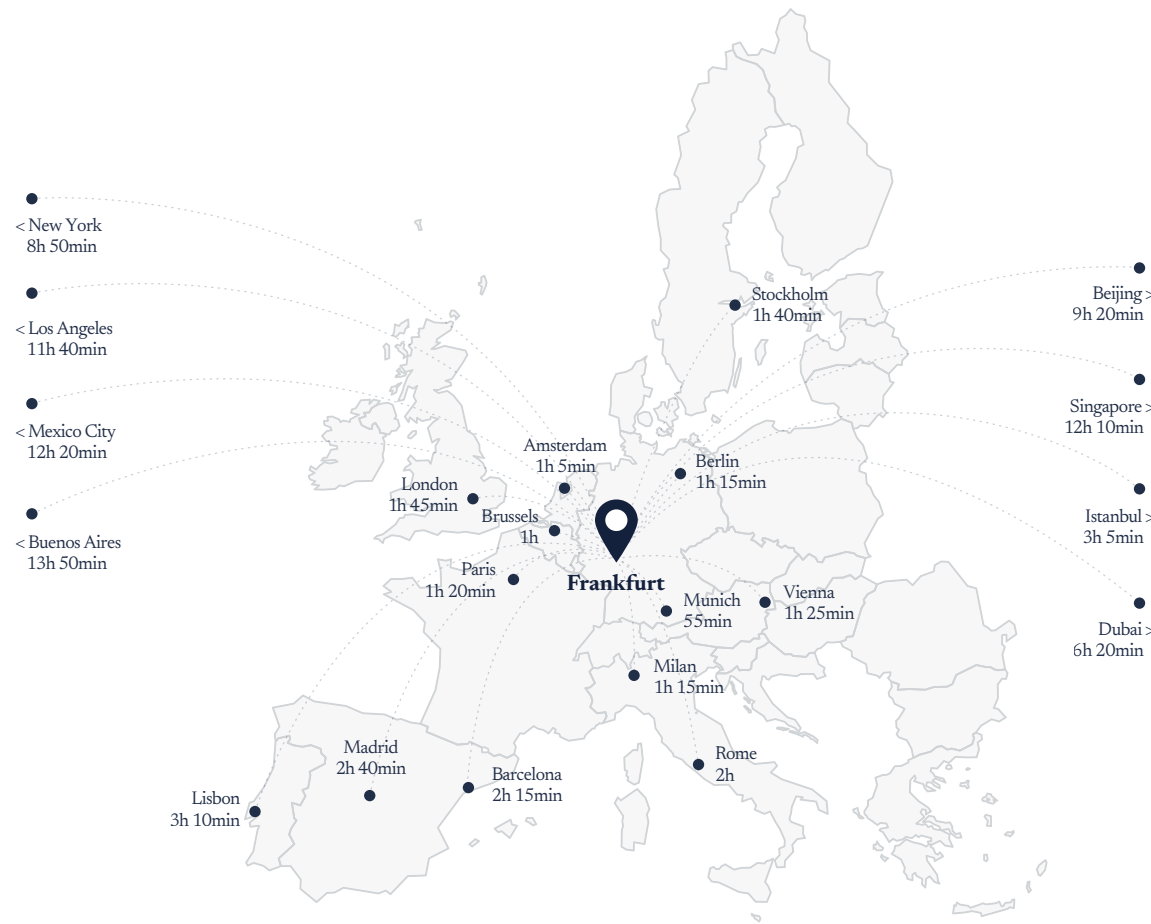 < New York
8h 50min
< Los Angeles
11h 40min
< Mexico City
12h 20min
< Buenos Aires
13h 50min
Stockholm
1h 40min
Beijing >
9h 20min
Singapore >
12h 10min
Istanbul >
3h 5min
Dubai >
6h 20min
Amsterdam
1h 5min
Berlin
1h 15min
London
1h 45min
Brussels
1h
Paris
1h 20min
Frankfurt
Munich
55min
Vienna
1h 25min
Milan
1h 15min
Rome
2h
Madrid
2h 40min
Barcelona
2h 15min
Lisbon
3h 10min